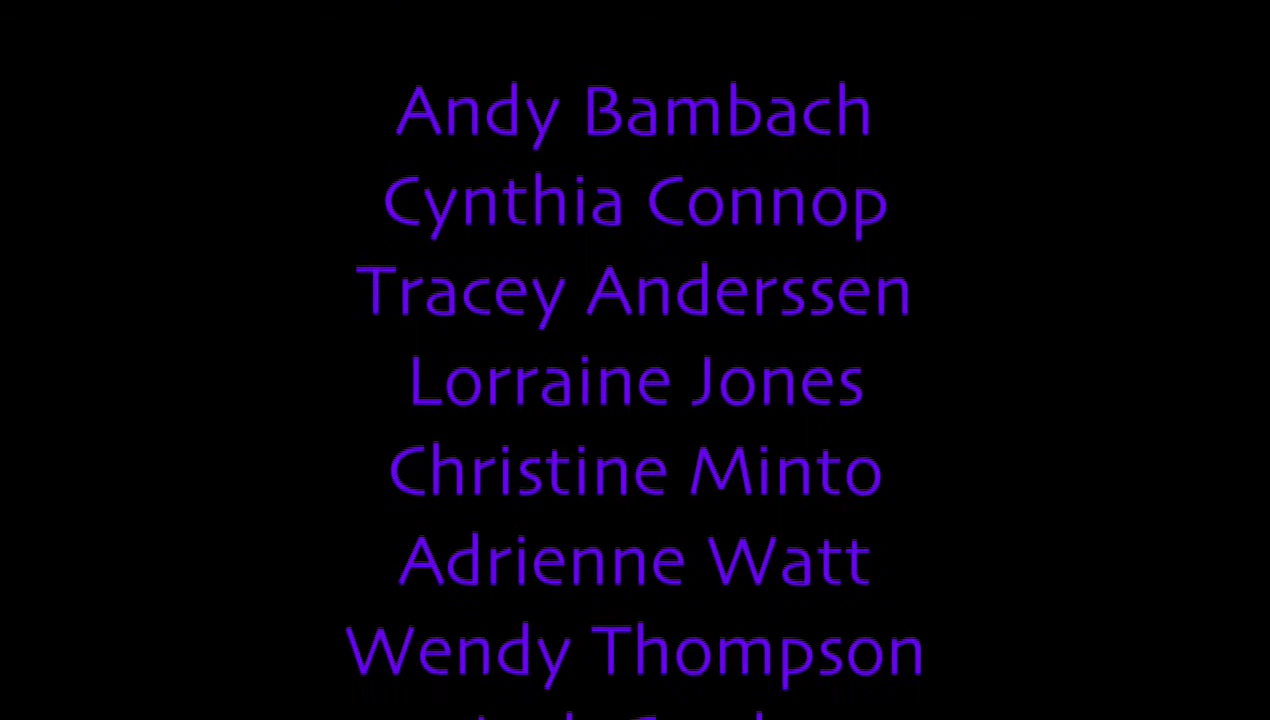 Andy Bambach
Cynthia Connop
Tracey Anderssen
Lorraine Jones
Christine Minto
Adrienne Watt
Wendy Thompson